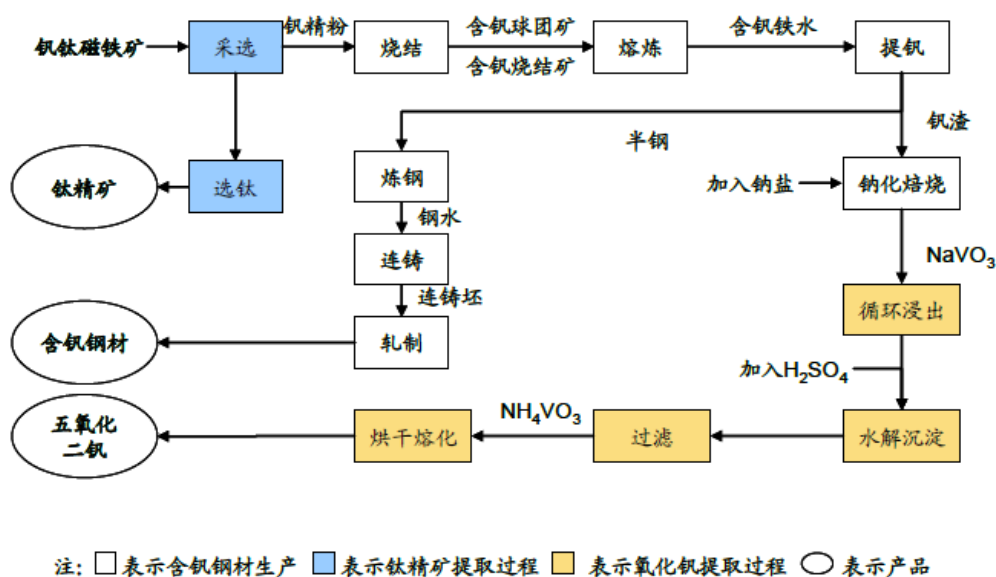 钒钛磁铁矿
采选
钒精粉
烧结
含钒球团矿
含钒烧结矿
熔炼
含钒铁水
提钒
半钢
钒渣
钛精矿
选钛
炼钢
加入钠盐
钠化焙烧
钢水
连铸
NaVO₃
连铸坯
循环浸出
含钒钢材
轧制
加入H₂SO₄
五氧化
二钒
烘干熔化
NH₄VO₃
过滤
水解沉淀
注: 表示含钒钢材生产 表示钛精矿提取过程 表示氧化钒提取过程 表示产品